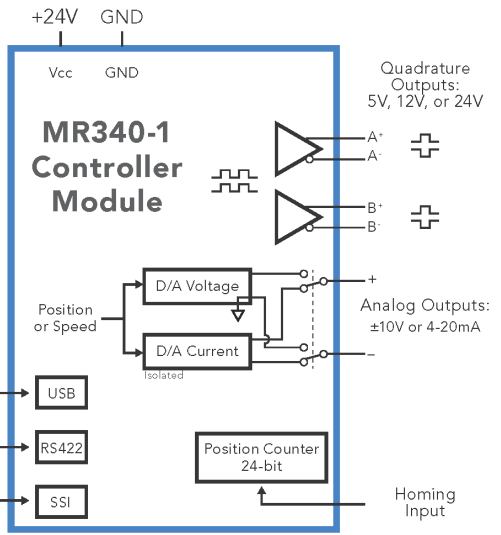 +24V GND
Vcc GND
MR340-1
Controller
Module
Quadrature
Outputs:
5V, 12V, or 24V
A+
A-
B+
B-
D/A Voltage
Position
or Speed
D/A Current
Isolated
+
Analog Outputs:
±10V or 4-20mA
–
USB
RS422
SSI
Position Counter
24-bit
Homing
Input